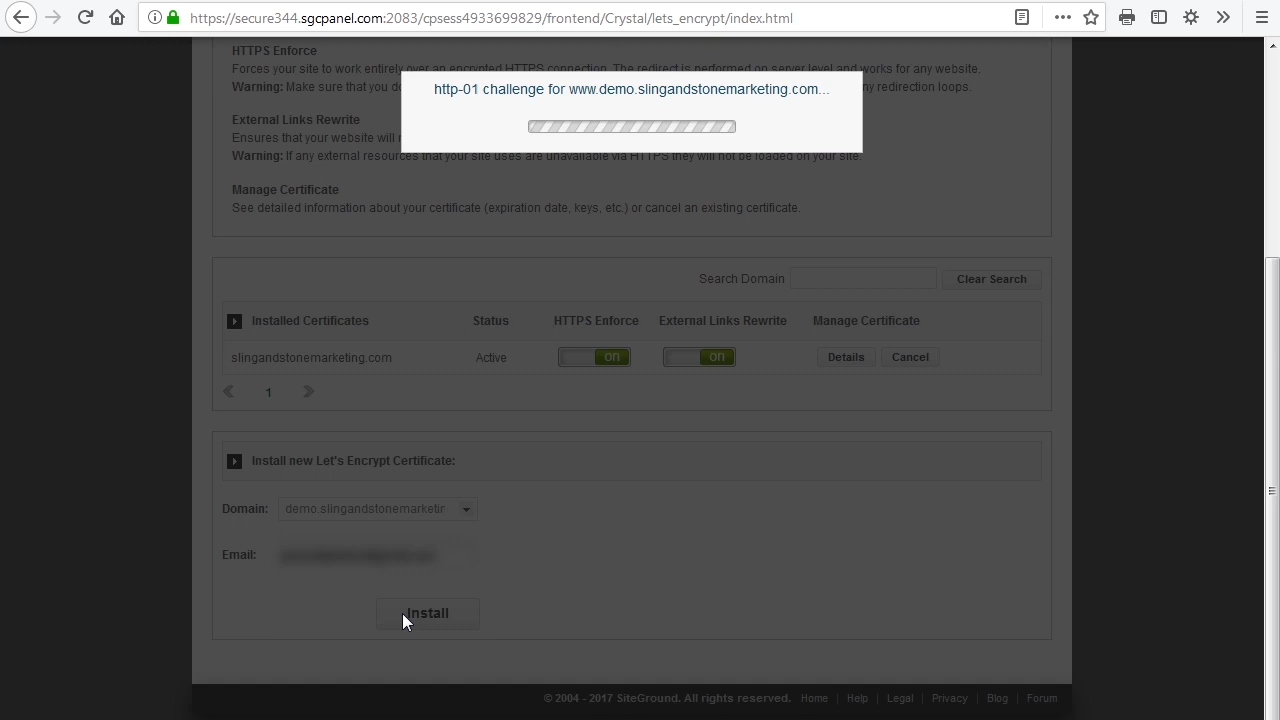 https://secure344.sgcpanel.com:2083/cpsess4933699829/frontend/Crystal/lets_encrypt/index.html
HTTPS Enforce
Forces your site to work entirely over an encrypted HTTPS connection. The redirect is performed on server level and works for any website.
Warning: Make sure that you do
ny redirection loops.
http-01 challenge for www.demo.slingandstonemarketing.com...
External Links Rewrite
Ensures that your website will
Warning: If any external resources that your site uses are unavailable via HTTPS they will not be loaded on your site.
Manage Certificate
See detailed information about your certificate (expiration date, keys, etc.) or cancel an existing certificate.
Search Domain Clear Search
Installed Certificates Status HTTPS Enforce External Links Rewrite Manage Certificate
slingandstonemarketing.com Active on on Details Cancel
1
Install new Let's Encrypt Certificate:
Domain: demo.slingandstonemarketin
Email:
Install
© 2004 - 2017 SiteGround. All rights reserved. Home | Help | Legal | Privacy | Blog | Forum